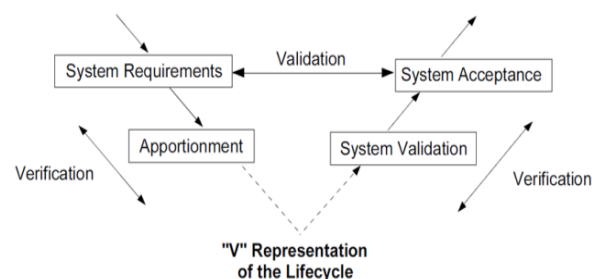 Validation
System Requirements
System Acceptance
Apportionment
System Validation
Verification
Verification
"V" Representation
of the Lifecycle